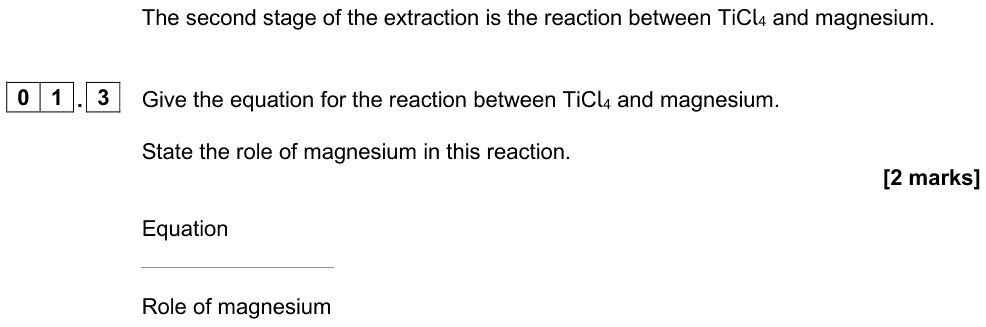 The second stage of the extraction is the reaction between TiCl₄ and magnesium.
0 1 . 3 Give the equation for the reaction between TiCl₄ and magnesium.
State the role of magnesium in this reaction.
[2 marks]
Equation
Role of magnesium